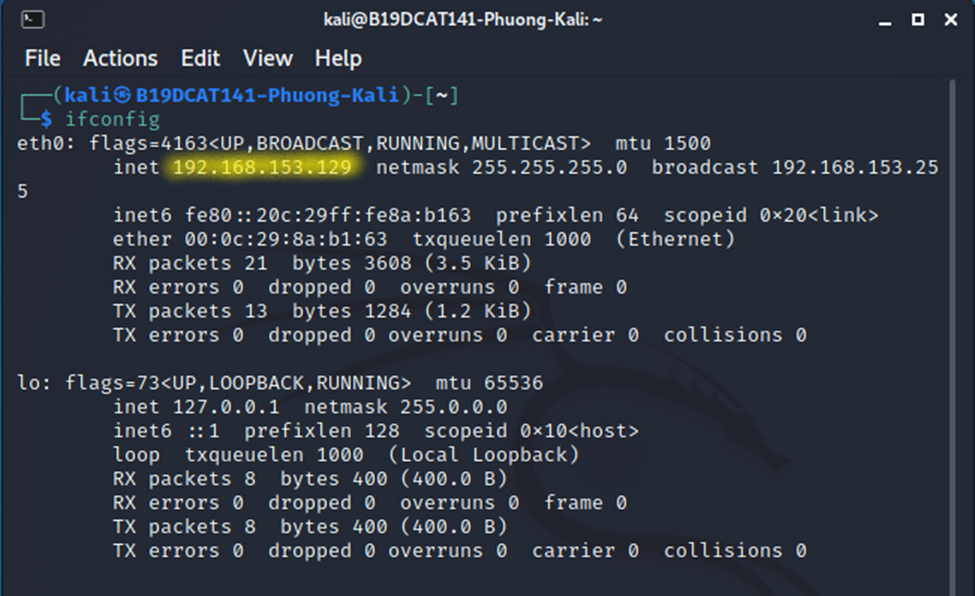 kali@B19DCAT141-Phuong-Kali: ~
File Actions Edit View Help
(kali㉿B19DCAT141-Phuong-Kali)-[~]
$ ifconfig
eth0: flags=4163<UP,BROADCAST,RUNNING,MULTICAST>  mtu 1500
        inet 192.168.153.129  netmask 255.255.255.0  broadcast 192.168.153.25
5
        inet6 fe80::20c:29ff:fe8a:b163  prefixlen 64  scopeid 0×20<link>
        ether 00:0c:29:8a:b1:63  txqueuelen 1000  (Ethernet)
        RX packets 21  bytes 3608 (3.5 KiB)
        RX errors 0  dropped 0  overruns 0  frame 0
        TX packets 13  bytes 1284 (1.2 KiB)
        TX errors 0  dropped 0 overruns 0  carrier 0  collisions 0
lo: flags=73<UP,LOOPBACK,RUNNING>  mtu 65536
        inet 127.0.0.1  netmask 255.0.0.0
        inet6 ::1  prefixlen 128  scopeid 0×10<host>
        loop  txqueuelen 1000  (Local Loopback)
        RX packets 8  bytes 400 (400.0 B)
        RX errors 0  dropped 0  overruns 0  frame 0
        TX packets 8  bytes 400 (400.0 B)
        TX errors 0  dropped 0 overruns 0  carrier 0  collisions 0